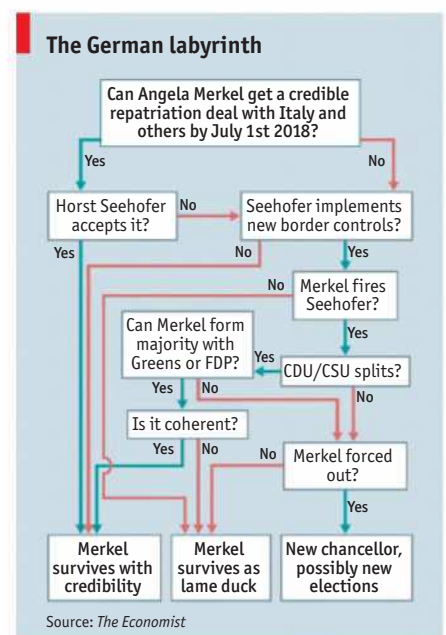 The German labyrinth
Can Angela Merkel get a credible
repatriation deal with Italy and
others by July 1st 2018?
Yes
No
Horst Seehofer
accepts it?
No
Seehofer implements
new border controls?
Yes
No
Yes
No
Merkel fires
Seehofer?
Can Merkel form
majority with
Greens or FDP?
Yes
Yes
CDU/CSU splits?
Yes
No
No
Is it coherent?
Yes
No
No
Merkel forced
out?
Yes
Merkel
survives with
credibility
Merkel
survives as
lame duck
New chancellor,
possibly new
elections
Source: The Economist